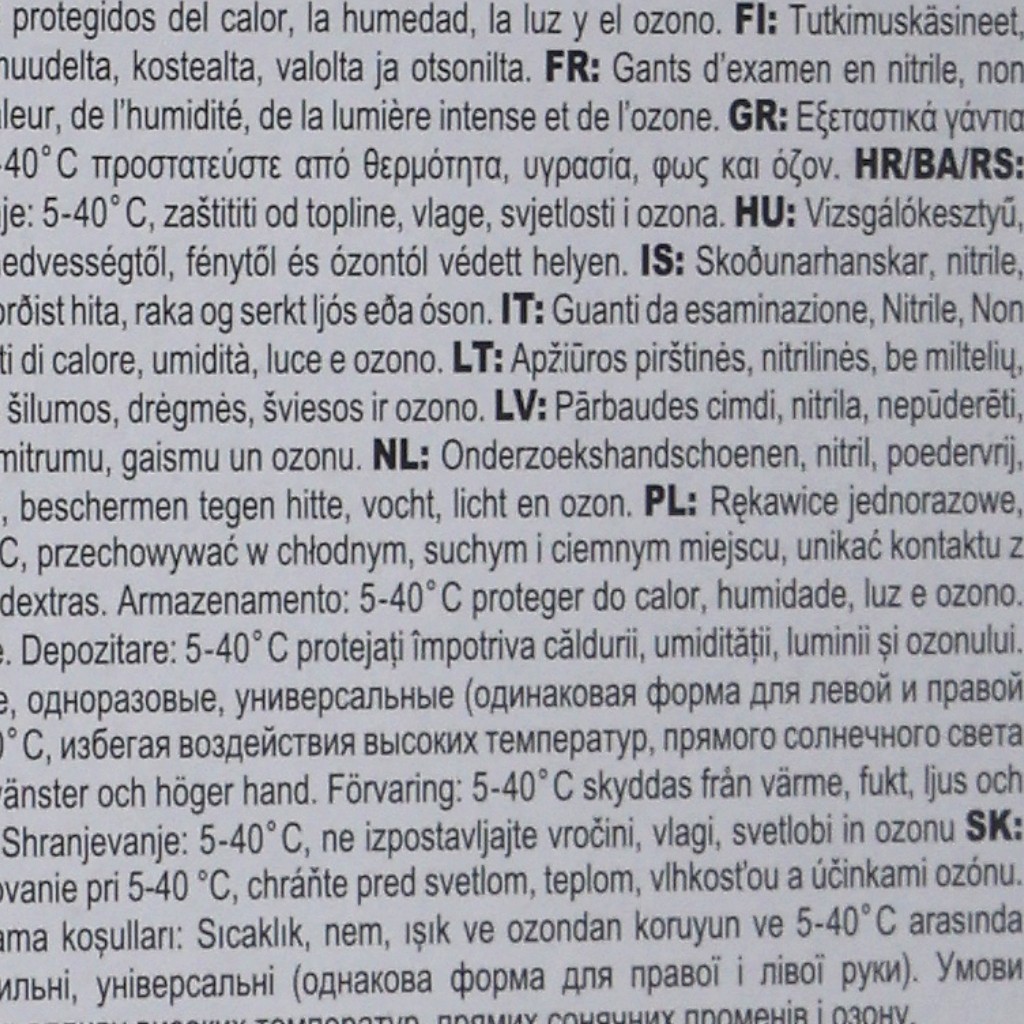 protegidos del calor, la humedad, la luz y el ozono. FI: Tutkimuskäsineet,
kostealta, valolta ja otsonilta. FR: Gants d'examen en nitrile, non
de l'humidité, de la lumière intense et de l'ozone. GR: Εξεταστικά γάντια
-40°C προστατεύστε από θερμότητα, υγρασία, φως και όζον. HR/BA/RS:
je: 5-40°C, zaštititi od topline, vlage, svjetlosti i ozona. HU: Vizsgálókesztyű,
nedvességtől, fénytől és ózontól védett helyen. IS: Skoðunarhanskar, nitrile,
orðist hita, raka og serkt ljós eða óson. IT: Guanti da esaminazione, Nitrile, Non
ti di calore, umidità, luce e ozono. LT: Apžiūros pirštinės, nitrilinės, be miltelių,
šilumos, drėgmės, šviesos ir ozono. LV: Pārbaudes cimdi, nitrila, nepūderēti,
mitrumu, gaismu un ozonu. NL: Onderzoekshandschoenen, nitril, poedervrij,
, beschermen tegen hitte, vocht, licht en ozon. PL: Rękawice jednorazowe,
C, przechowywać w chłodnym, suchym i ciemnym miejscu, unikać kontaktu z
dextras. Armazenamento: 5-40°C proteger do calor, humidade, luz e ozono.
e. Depozitare: 5-40°C protejați împotriva căldurii, umidității, luminii și ozonului.
е, одноразовые, универсальные (одинаковая форма для левой и правой
0°C, избегая воздействия высоких температур, прямого солнечного света
vänster och höger hand. Förvaring: 5-40°C skyddas från värme, fukt, ljus och
Shranjevanje: 5-40°C, ne izpostavljajte vročini, vlagi, svetlobi in ozonu SK:
ovanie pri 5-40 °C, chráňte pred svetlom, teplom, vlhkosťou a účinkami ozónu.
ama koşulları: Sıcaklık, nem, ışık ve ozondan koruyun ve 5-40°C arasında
ильні, універсальні (однакова форма для правої і лівої руки). Умови
високих температур, прямих сонячних променів і озону.